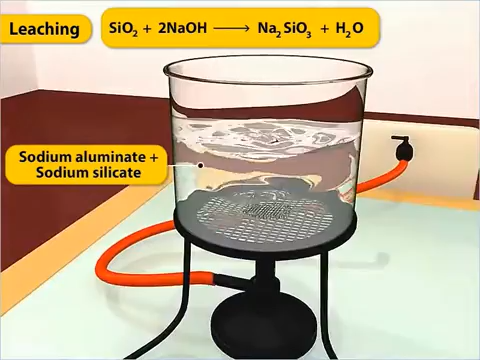 Leaching
SiO₂ + 2NaOH ⟶ Na₂SiO₃ + H₂O
Sodium aluminate +
Sodium silicate